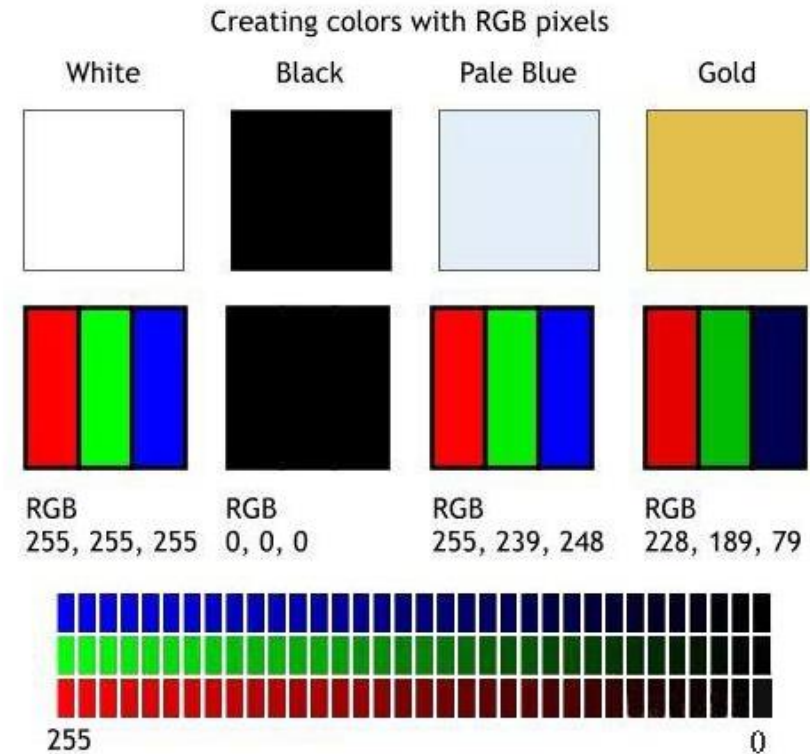 Creating colors with RGB pixels
White Black Pale Blue Gold
RGB RGB RGB RGB
255, 255, 255 0, 0, 0 255, 239, 248 228, 189, 79
255 0